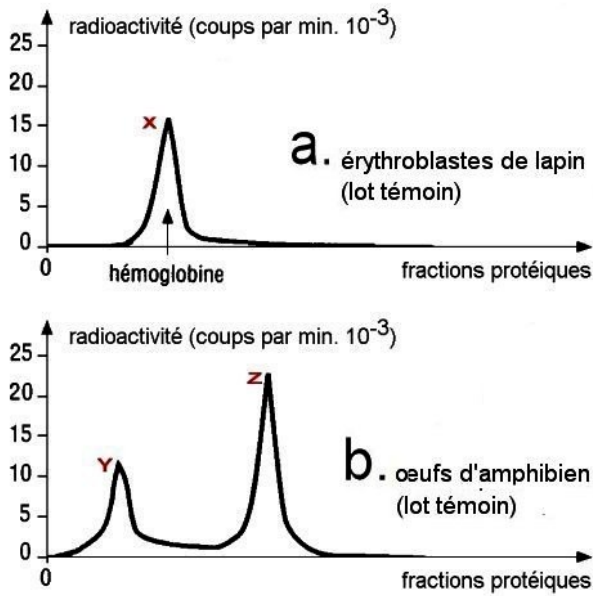 radioactivité (coups par min. 10-3)
25
20
15
10
5
0
X
a. érythroblastes de lapin
(lot témoin)
0
hémoglobine
fractions protéiques
radioactivité (coups par min. 10-3)
25
20
15
10
5
0
Z
Y
b. œufs d'amphibien
(lot témoin)
0
fractions protéiques